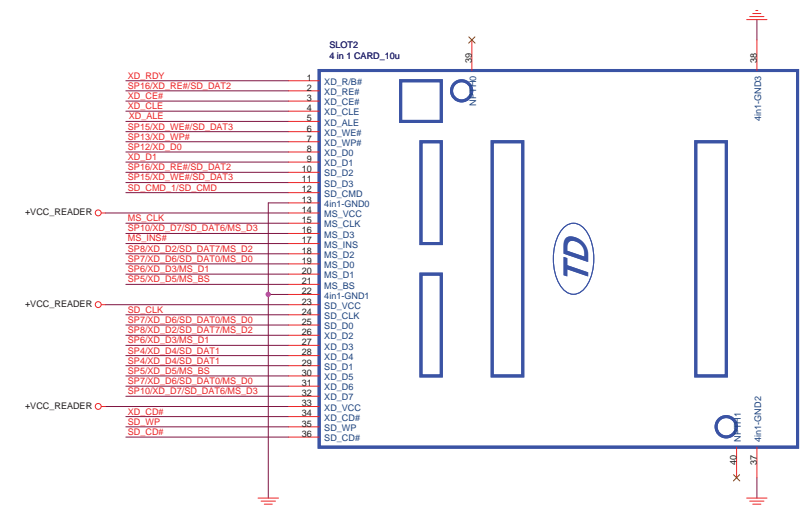 SLOT2
4 in 1 CARD_10u
39
38
XD_RDY 1 XD_R/B#
SP16/XD_RE#/SD_DAT2 2 XD_RE#
XD_CE# 3 XD_CE#
XD_CLE 4 XD_CLE
XD_ALE 5 XD_ALE
SP15/XD_WE#/SD_DAT3 6 XD_WE#
SP13/XD_WP# 7 XD_WP#
SP12/XD_D0 8 XD_D0
XD_D1 9 XD_D1
SP16/XD_RE#/SD_DAT2 10 SD_D2
SP15/XD_WE#/SD_DAT3 11 SD_D3
SD_CMD_1/SD_CMD 12 SD_CMD
13 4in1-GND0
+VCC_READER 14 MS_VCC
MS_CLK 15 MS_CLK
SP10/XD_D7/SD_DAT6/MS_D3 16 MS_D3
MS_INS# 17 MS_INS
SP8/XD_D2/SD_DAT7/MS_D2 18 MS_D2
SP7/XD_D6/SD_DAT0/MS_D0 19 MS_D0
SP6/XD_D3/MS_D1 20 MS_D1
SP5/XD_D5/MS_BS 21 MS_BS
22 4in1-GND1
+VCC_READER 23 SD_VCC
SD_CLK 24 SD_CLK
SP7/XD_D6/SD_DAT0/MS_D0 25 SD_D0
SP8/XD_D2/SD_DAT7/MS_D2 26 XD_D2
SP6/XD_D3/MS_D1 27 XD_D3
SP4/XD_D4/SD_DAT1 28 XD_D4
SP4/XD_D4/SD_DAT1 29 SD_D1
SP5/XD_D5/MS_BS 30 XD_D5
SP7/XD_D6/SD_DAT0/MS_D0 31 XD_D6
SP10/XD_D7/SD_DAT6/MS_D3 32 XD_D7
+VCC_READER 33 XD_VCC
XD_CD# 34 XD_CD#
SD_WP 35 SD_WP
SD_CD# 36 SD_CD#
NPTH0
4in1-GND3
TD
NPTH1
4in1-GND2
40
37